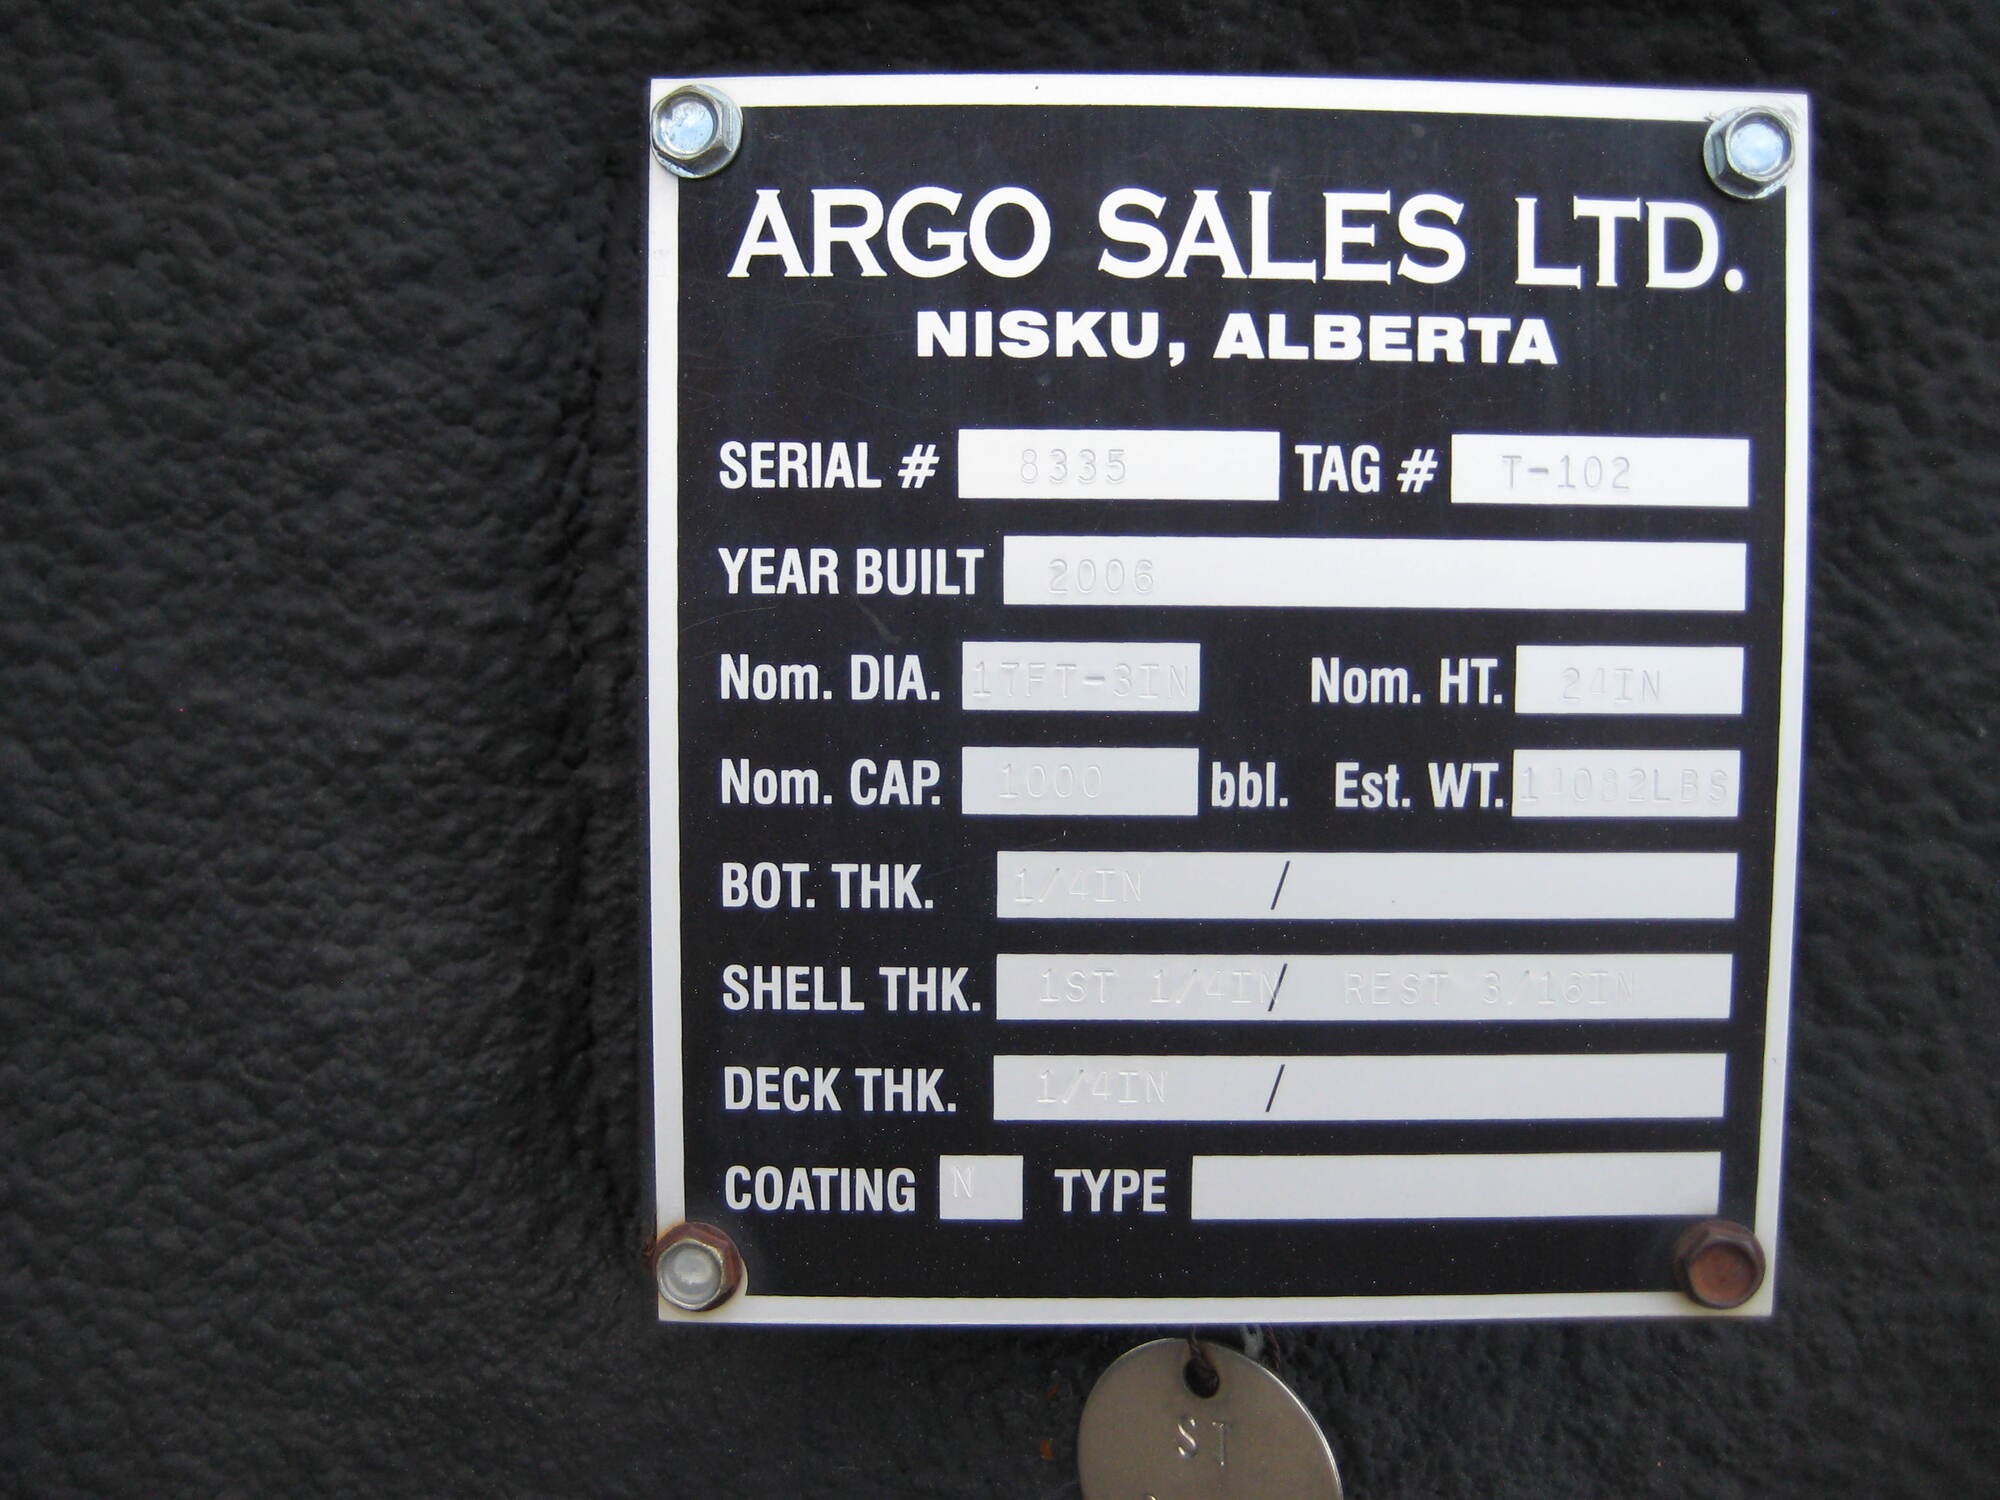 ARGO SALES LTD.
NISKU, ALBERTA
SERIAL # 8335 TAG # T-102
YEAR BUILT 2006
Nom. DIA. 17FT-3IN Nom. HT. 24IN
Nom. CAP. 1000 bbl. Est. WT.
BOT. THK. 1/4IN /
SHELL THK. 1ST 1/4IN / REST 3/16IN
DECK THK. 1/4IN /
COATING N TYPE
ST